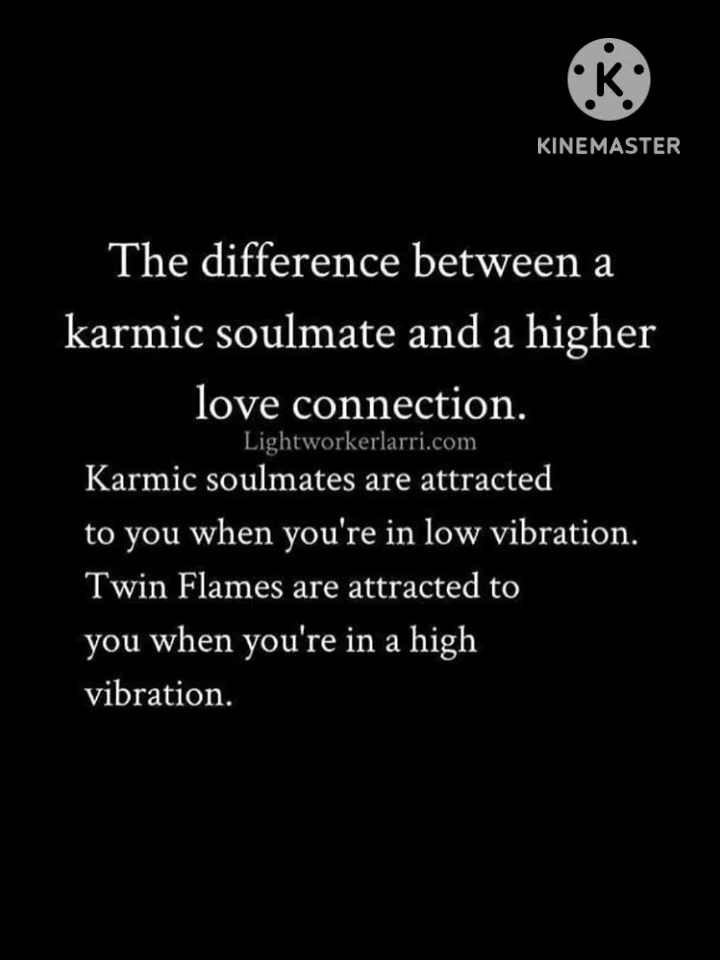 K
KINEMASTER
The difference between a
karmic soulmate and a higher
love connection.
Lightworkerlarri.com
Karmic soulmates are attracted
to you when you're in low vibration.
Twin Flames are attracted to
you when you're in a high
vibration.